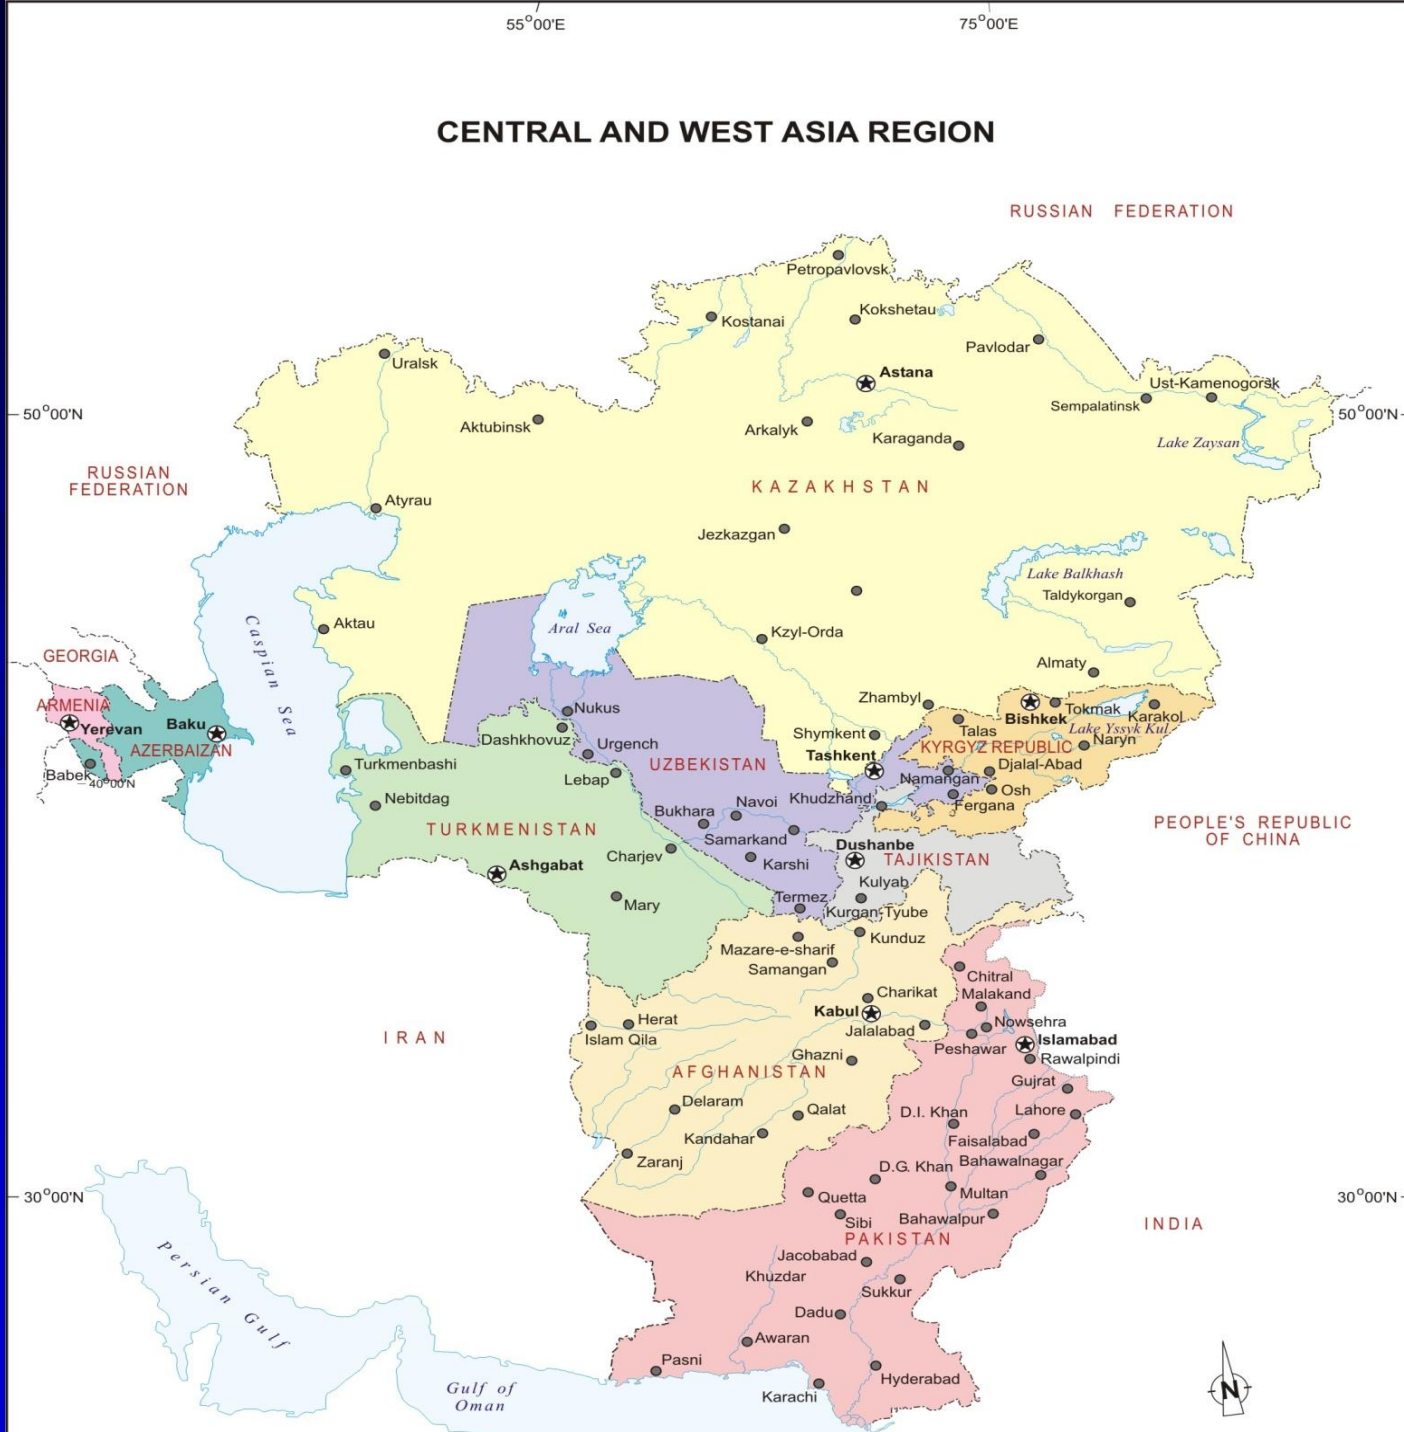 55°00'E
75°00'E
CENTRAL AND WEST ASIA REGION
RUSSIAN FEDERATION
Petropavlovsk
Kostanai
Kokshetau
Pavlodar
Uralsk
Astana
Ust-Kamenogorsk
Sempalatinsk
50°00'N
50°00'N
Aktubinsk
Arkalyk
Karaganda
Lake Zaysan
RUSSIAN
FEDERATION
KAZAKHSTAN
Atyrau
Jezkazgan
Lake Balkhash
Taldykorgan
Aktau
Caspian Sea
Aral Sea
Kzyl-Orda
GEORGIA
Almaty
ARMENIA
Yerevan
Baku
AZERBAIZAN
Babek
40°00'N
Zhambyl
Bishkek
Tokmak
Karakol
Nukus
Dashkhovuz
Talas
Lake Yssyk Kul
Shymkent
Urgench
KYRGYZ REPUBLIC
Naryn
Tashkent
Turkmenbashi
UZBEKISTAN
Djalal-Abad
Lebap
Namangan
Osh
Nebitdag
Navoi
Khudzhand
Fergana
Bukhara
TURKMENISTAN
Samarkand
PEOPLE'S REPUBLIC
OF CHINA
Dushanbe
Charjev
Karshi
TAJIKISTAN
Ashgabat
Kulyab
Mary
Termez
Kurgan-Tyube
Kunduz
Mazare-e-sharif
Samangan
Chitral
Malakand
Charikat
Kabul
Herat
Nowsehra
Jalalabad
IRAN
Islam Qila
Islamabad
Peshawar
Rawalpindi
Ghazni
AFGHANISTAN
Gujrat
Delaram
Qalat
D.I. Khan
Lahore
Kandahar
Faisalabad
Zaranj
D.G. Khan
Bahawalnagar
30°00'N
30°00'N
Quetta
Multan
Sibi
Bahawalpur
INDIA
PAKISTAN
Jacobabad
Khuzdar
Sukkur
Persian Gulf
Dadu
Awaran
Pasni
Hyderabad
Karachi
Gulf of
Oman
N